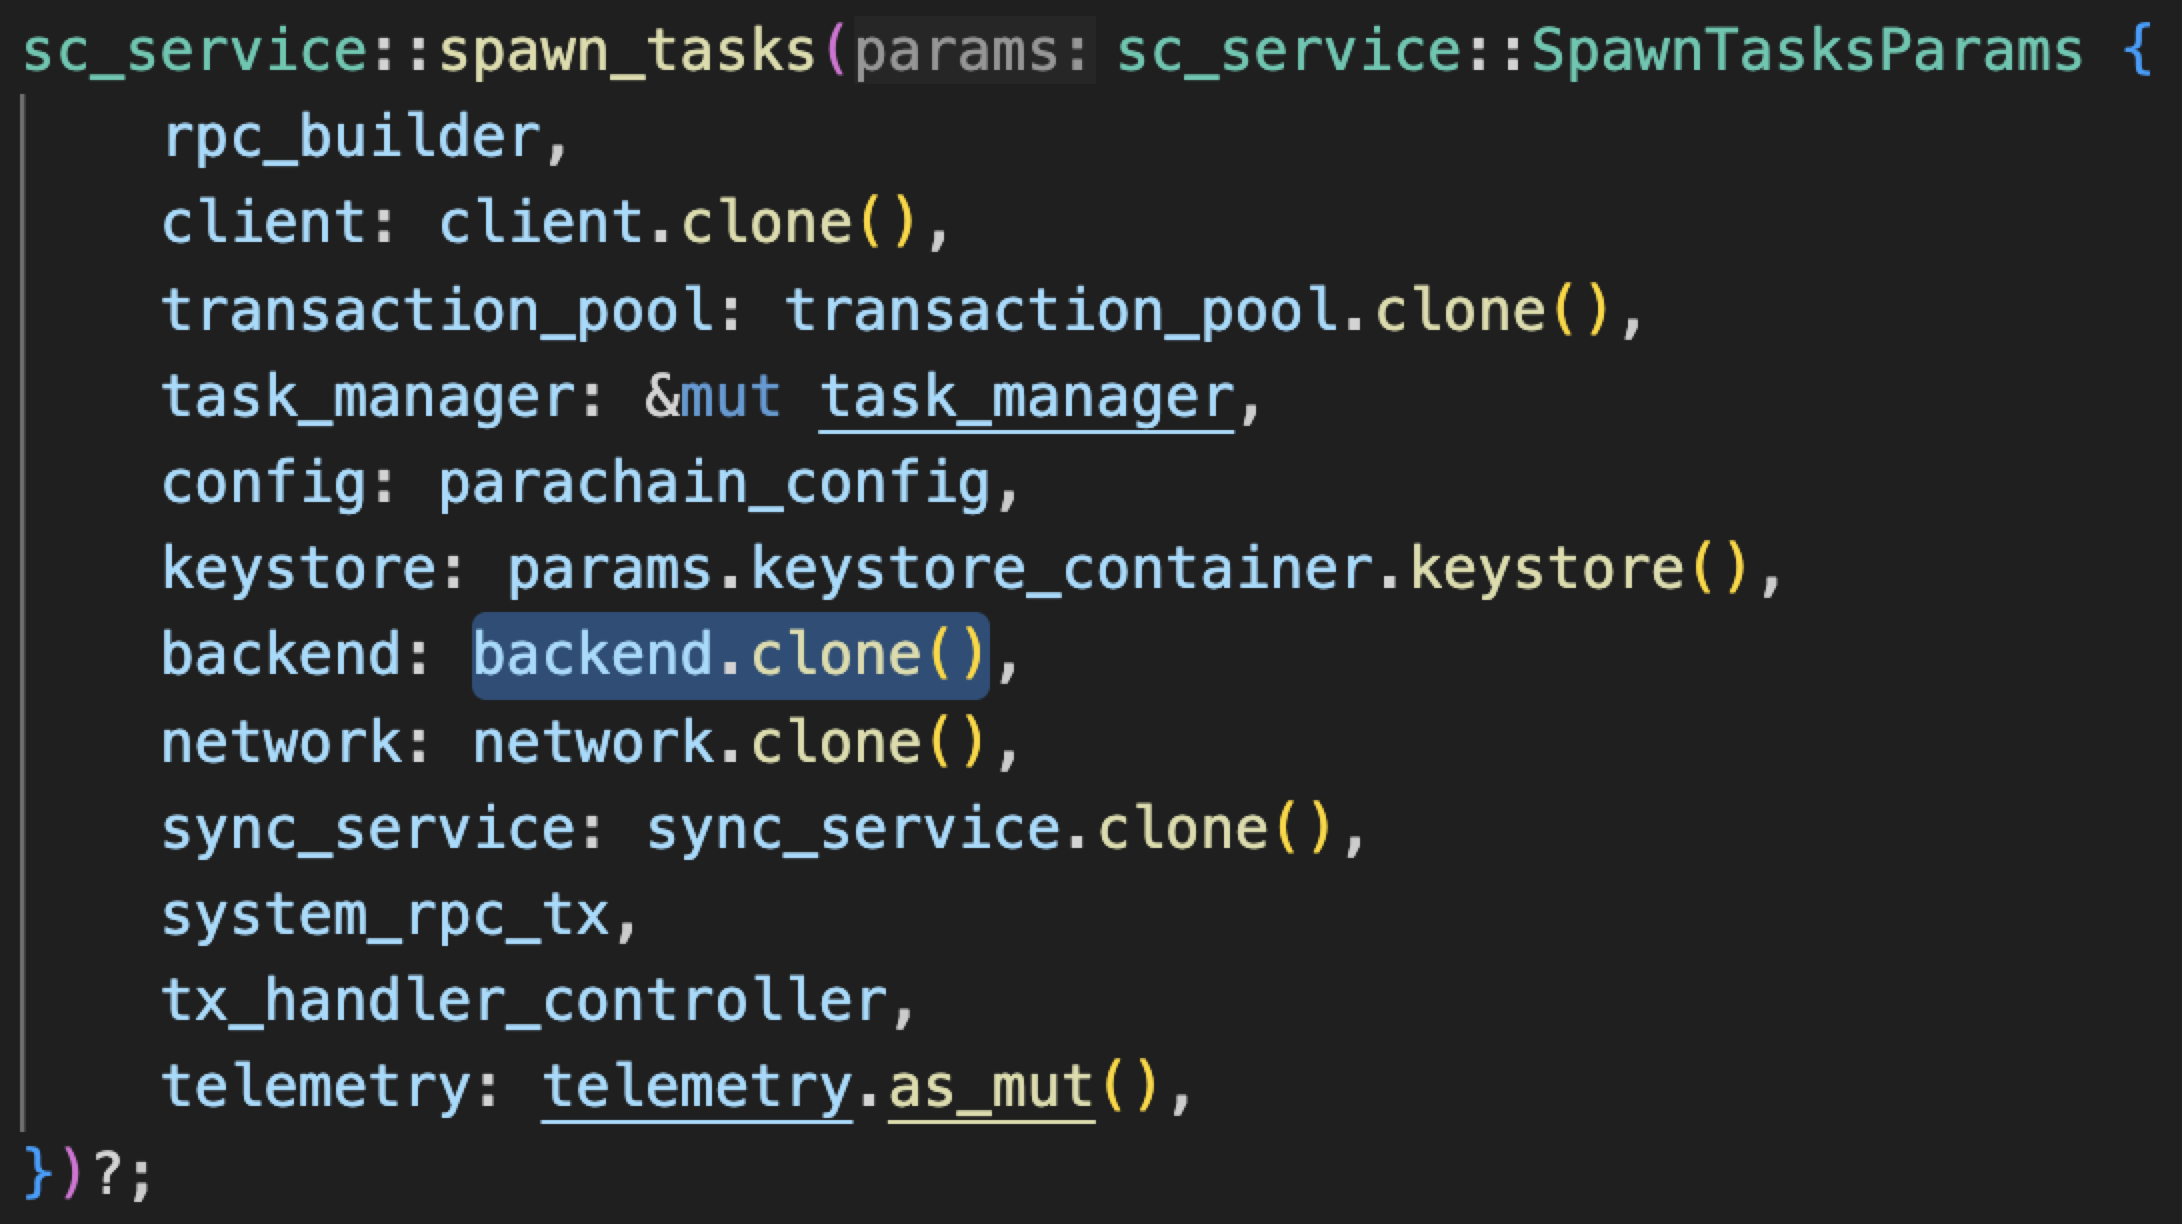 sc_service::spawn_tasks(params: sc_service::SpawnTasksParams {
rpc_builder,
client: client.clone(),
transaction_pool: transaction_pool.clone(),
task_manager: &mut task_manager,
config: parachain_config,
keystore: params.keystore_container.keystore(),
backend: backend.clone(),
network: network.clone(),
sync_service: sync_service.clone(),
system_rpc_tx,
tx_handler_controller,
telemetry: telemetry.as_mut(),
})?;